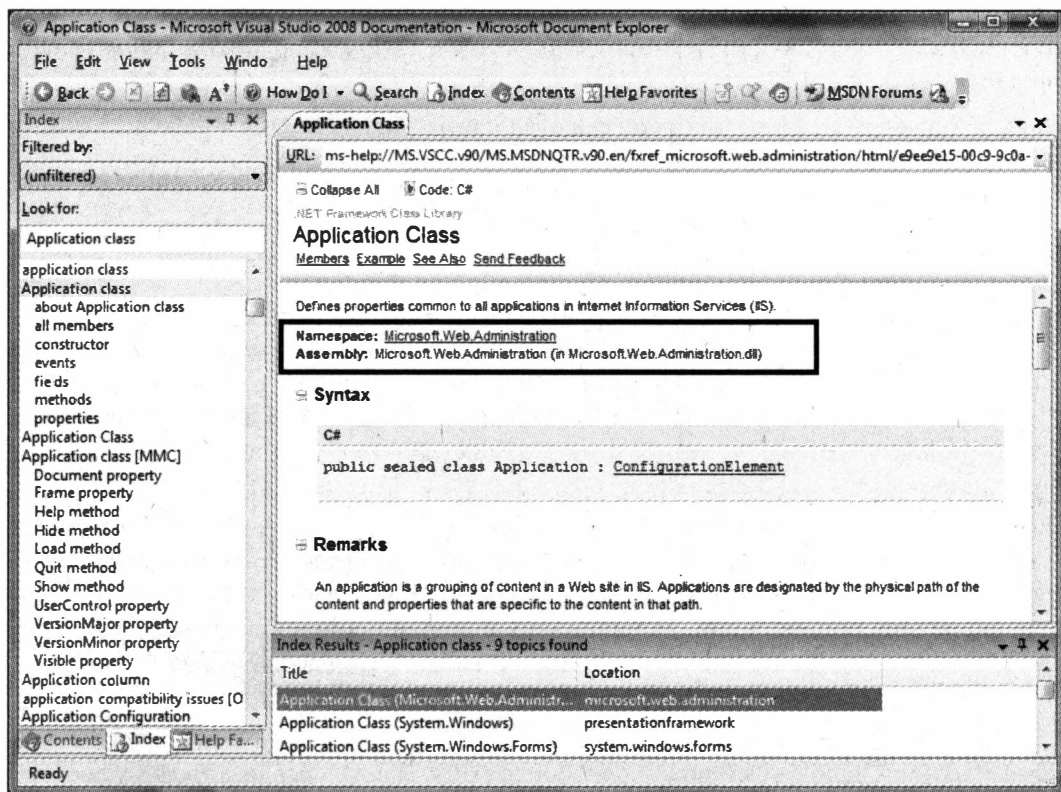 Application Class - Microsoft Visual Studio 2008 Documentation - Microsoft Document Explorer
File Edit View Tools Windo Help
Back How Do I Search Index Contents Help Favorites MSDN Forums
Index
Filtered by:
(unfiltered)
Look for:
Application class
application class
Application class
about Application class
all members
constructor
events
fie ds
methods
properties
Application Class
Application class [MMC]
Document property
Frame property
Help method
Hide method
Load method
Quit method
Show method
UserControl property
VersionMajor property
VersionMinor property
Visible property
Application column
application compatibility issues [O
Application Configuration
Contents Index Help Fa...
Application Class
URL: ms-help://MS.VSCC.v90/MS.MSDNQTR.v90.en/fxref_microsoft.web.administration/html/e9ee9e15-00c9-9c0a-
Collapse All Code: C#
.NET Framework Class Library
Application Class
Members Example See Also Send Feedback
Defines properties common to all applications in Internet Information Services (IIS).
Namespace: Microsoft.Web.Administration
Assembly: Microsoft.Web.Administration (in Microsoft.Web.Administration.dll)
Syntax
C#
public sealed class Application : ConfigurationElement
Remarks
An application is a grouping of content in a Web site in IIS. Applications are designated by the physical path of the
content and properties that are specific to the content in that path.
Index Results - Application class - 9 topics found
Title Location
Application Class (Microsoft.Web.Administr... microsoft.web.administration
Application Class (System.Windows) presentationframework
Application Class (System.Windows.Forms) system.windows.forms
Ready